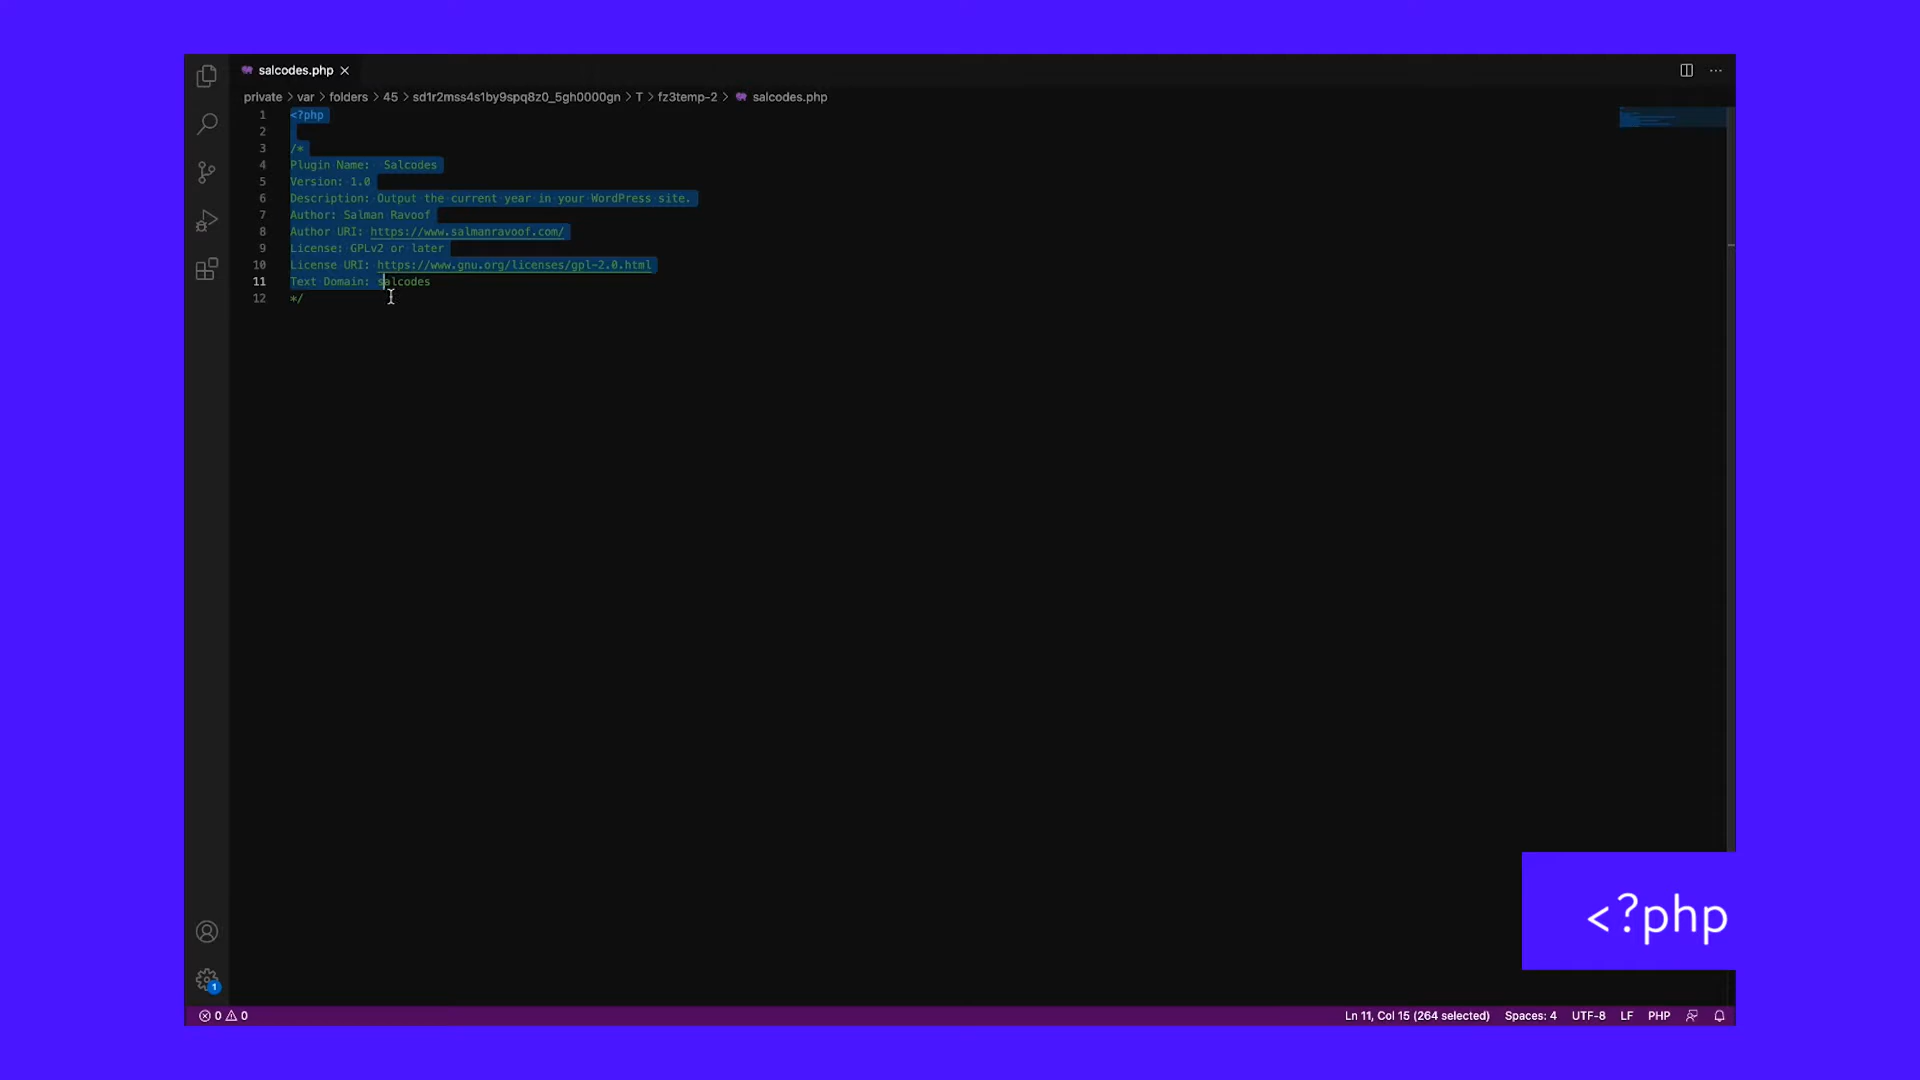 salcodes.php
private > var > folders > 45 > sd1r2mss4s1by9spq8z0_5gh0000gn > T > fz3temp-2 > salcodes.php
1 <?php
2
3 /*
4 Plugin Name:  Salcodes
5 Version: 1.0
6 Description: Output the current year in your WordPress site.
7 Author: Salman Ravoof
8 Author URI: https://www.salmanravoof.com/
9 License: GPLv2 or later
10 License URI: https://www.gnu.org/licenses/gpl-2.0.html
11 Text Domain: salcodes
12 */
<?php
1
0 0 Ln 11, Col 15 (264 selected) Spaces: 4 UTF-8 LF PHP